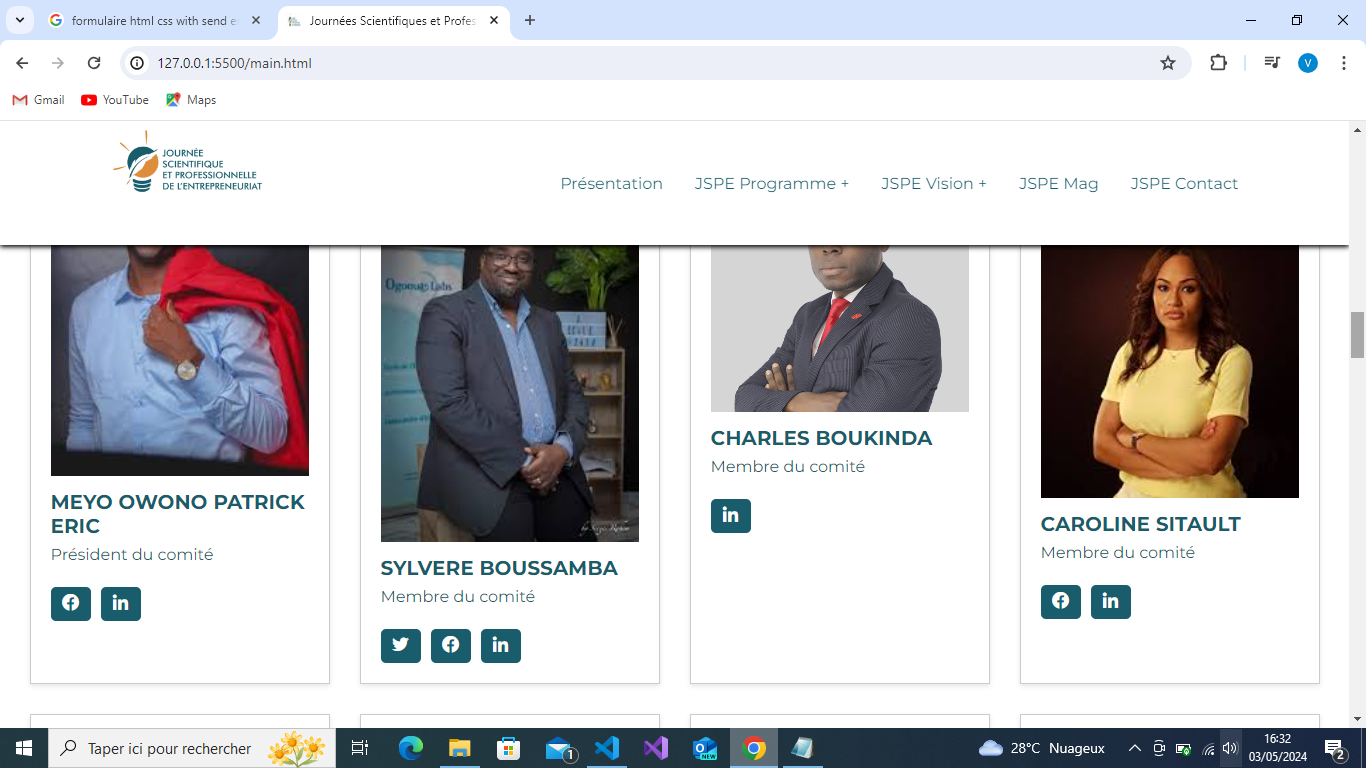 formulaire html css with send e
Journées Scientifiques et Profes
127.0.0.1:5500/main.html
V
Gmail
YouTube
Maps
JOURNÉE
SCIENTIFIQUE
ET PROFESSIONNELLE
DE L'ENTREPRENEURIAT
Présentation
JSPE Programme +
JSPE Vision +
JSPE Mag
JSPE Contact
Ogooué Labs
MEYO OWONO PATRICK
ERIC
Président du comité
SYLVERE BOUSSAMBA
Membre du comité
CHARLES BOUKINDA
Membre du comité
CAROLINE SITAULT
Membre du comité
Taper ici pour rechercher
1
NEW
28°C Nuageux
16:32
03/05/2024
2